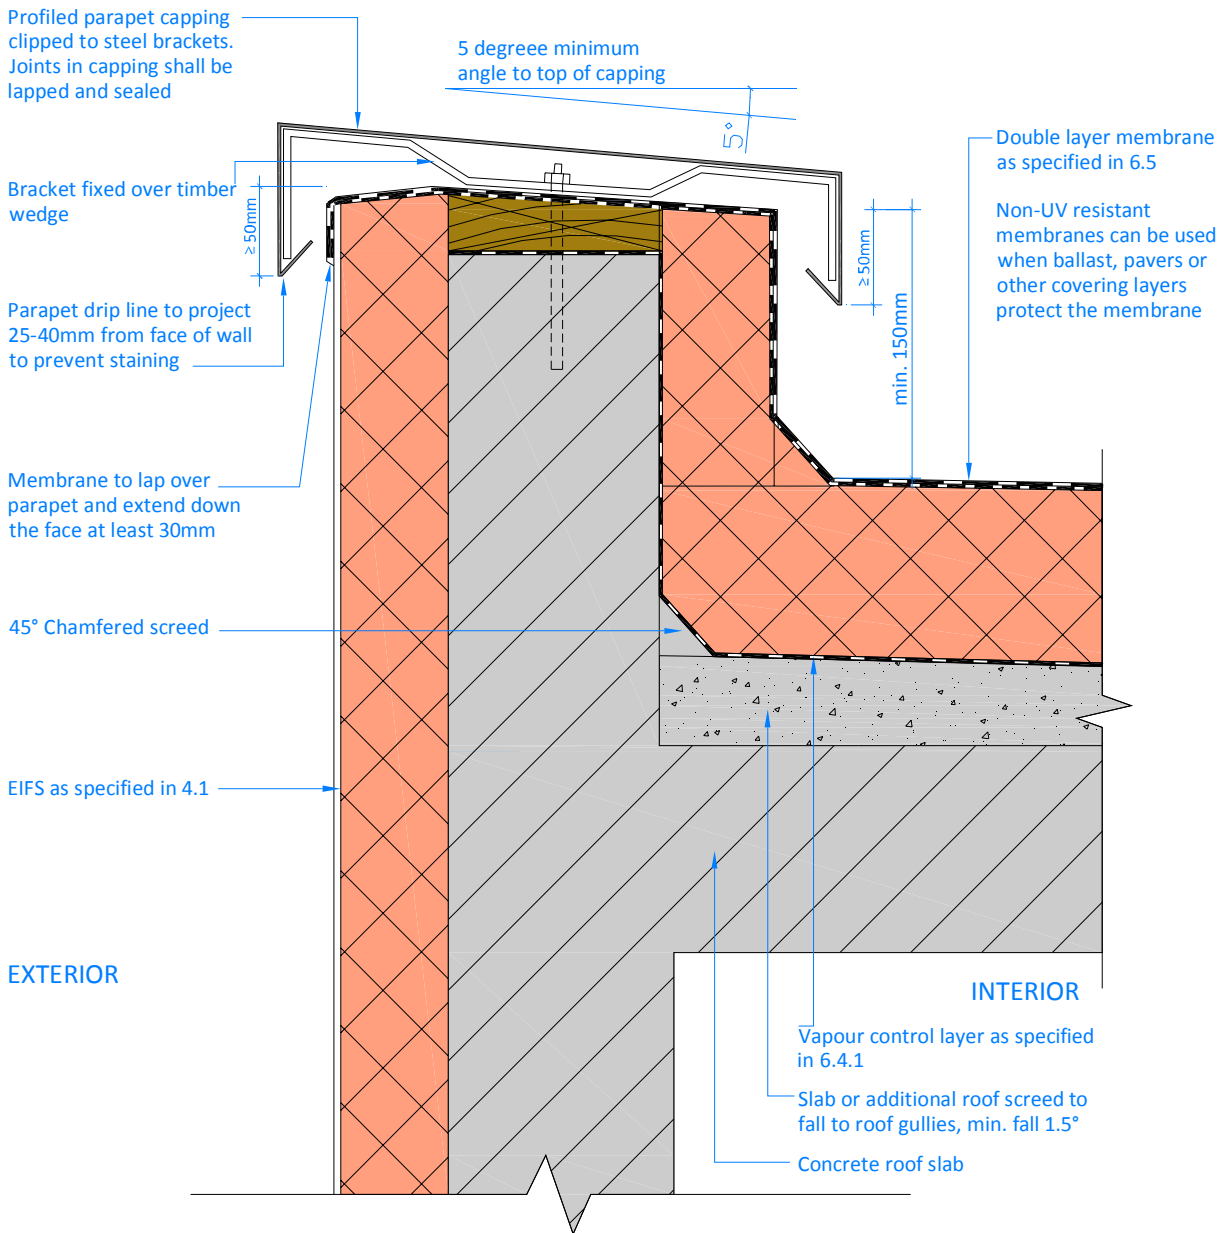 Profiled parapet capping
clipped to steel brackets.
Joints in capping shall be
lapped and sealed
5 degreee minimum
angle to top of capping
5°
Double layer membrane
as specified in 6.5
Non-UV resistant
membranes can be used
when ballast, pavers or
other covering layers
protect the membrane
Bracket fixed over timber
wedge
≥ 50mm
≥ 50mm
min. 150mm
Parapet drip line to project
25-40mm from face of wall
to prevent staining
Membrane to lap over
parapet and extend down
the face at least 30mm
45° Chamfered screed
EIFS as specified in 4.1
EXTERIOR
INTERIOR
Vapour control layer as specified
in 6.4.1
Slab or additional roof screed to
fall to roof gullies, min. fall 1.5°
Concrete roof slab